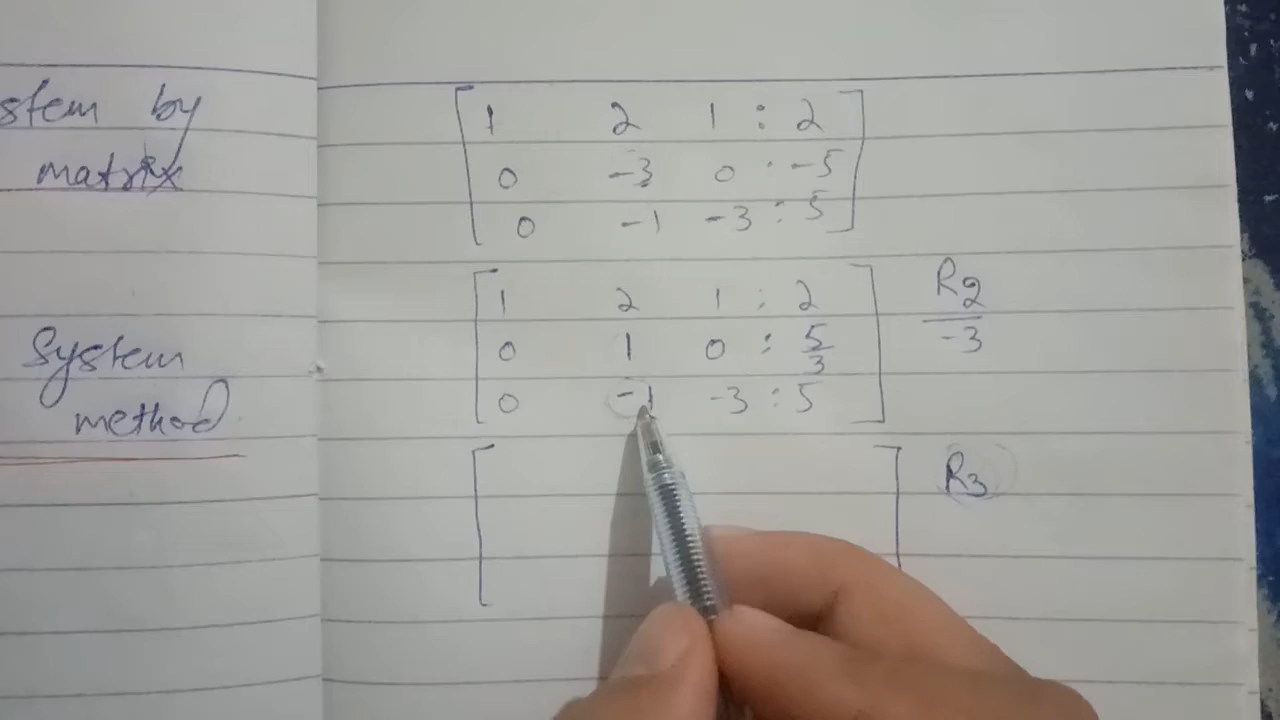 stem by
matrix
System
method
1 2 1 : 2
0 -3 0 : -5
0 -1 -3 : 5
1 2 1 : 2 R2/-3
0 1 0 : 5/3
0 -1 -3 : 5
R3